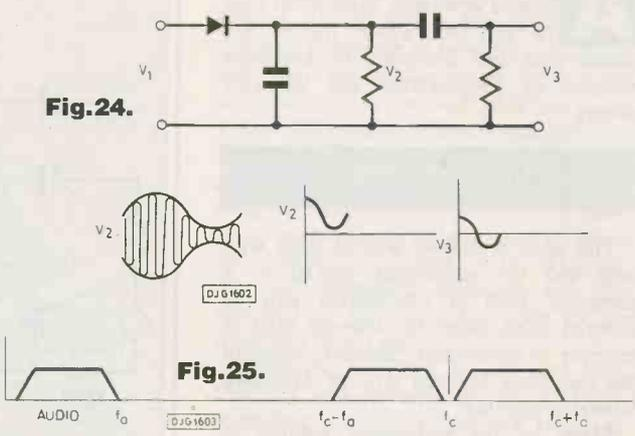 V1
V2
V3
Fig.24.
V2
V2
V3
DJG1602
Fig.25.
AUDIO
fa
DJG1603
fc-fa
fc
fc+fa